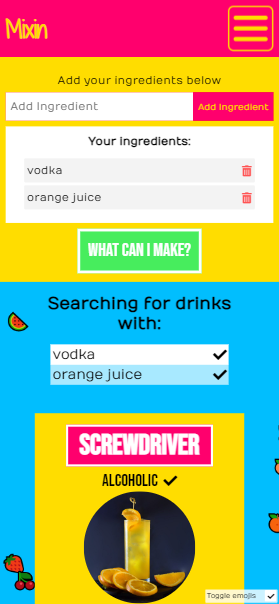 Mixin
Add your ingredients below
Add Ingredient
Add Ingredient
Your ingredients:
vodka
orange juice
WHAT CAN I MAKE?
Searching for drinks
with:
vodka
orange juice
SCREWDRIVER
ALCOHOLIC
Toggle emojis